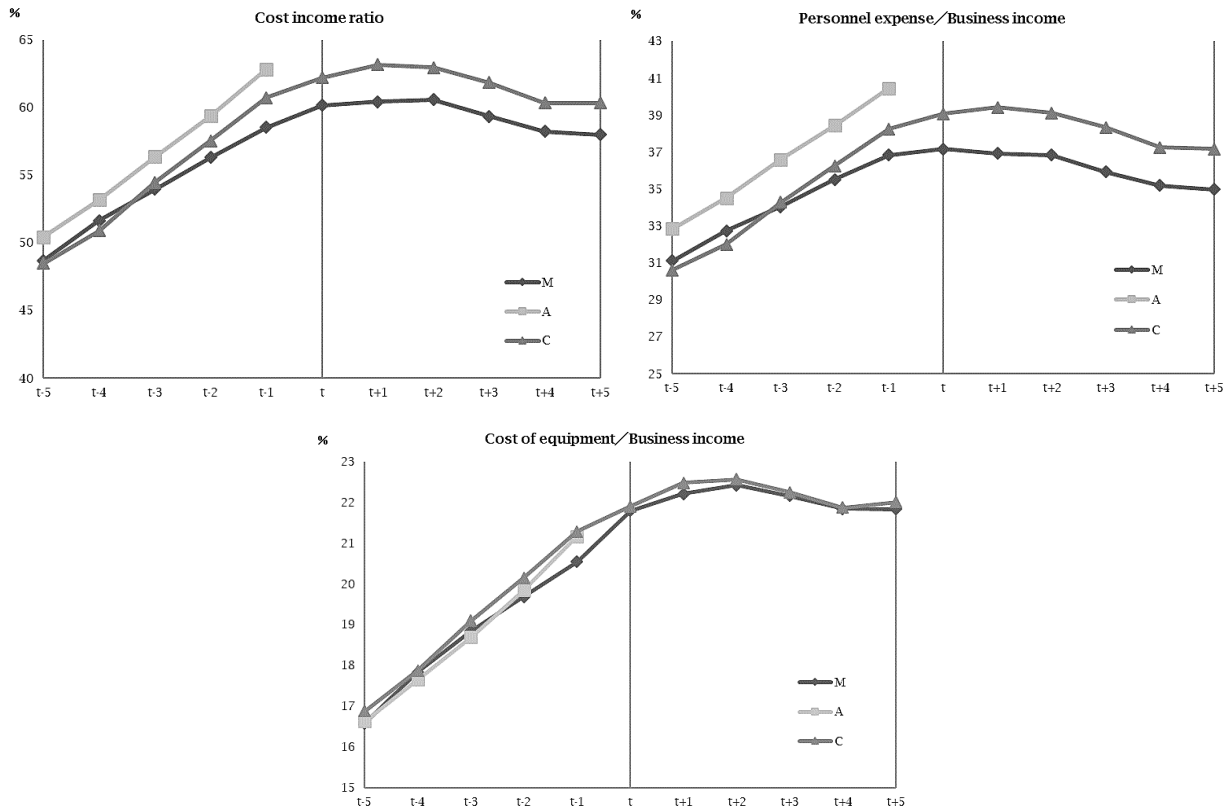 Cost income ratio
%
65
60
55
50
45
40
t-5 t-4 t-3 t-2 t-1 t t+1 t+2 t+3 t+4 t+5
M
A
C
Personnel expense／Business income
%
43
41
39
37
35
33
31
29
27
25
t-5 t-4 t-3 t-2 t-1 t t+1 t+2 t+3 t+4 t+5
M
A
C
Cost of equipment／Business income
%
23
22
21
20
19
18
17
16
15
t-5 t-4 t-3 t-2 t-1 t t+1 t+2 t+3 t+4 t+5
M
A
C